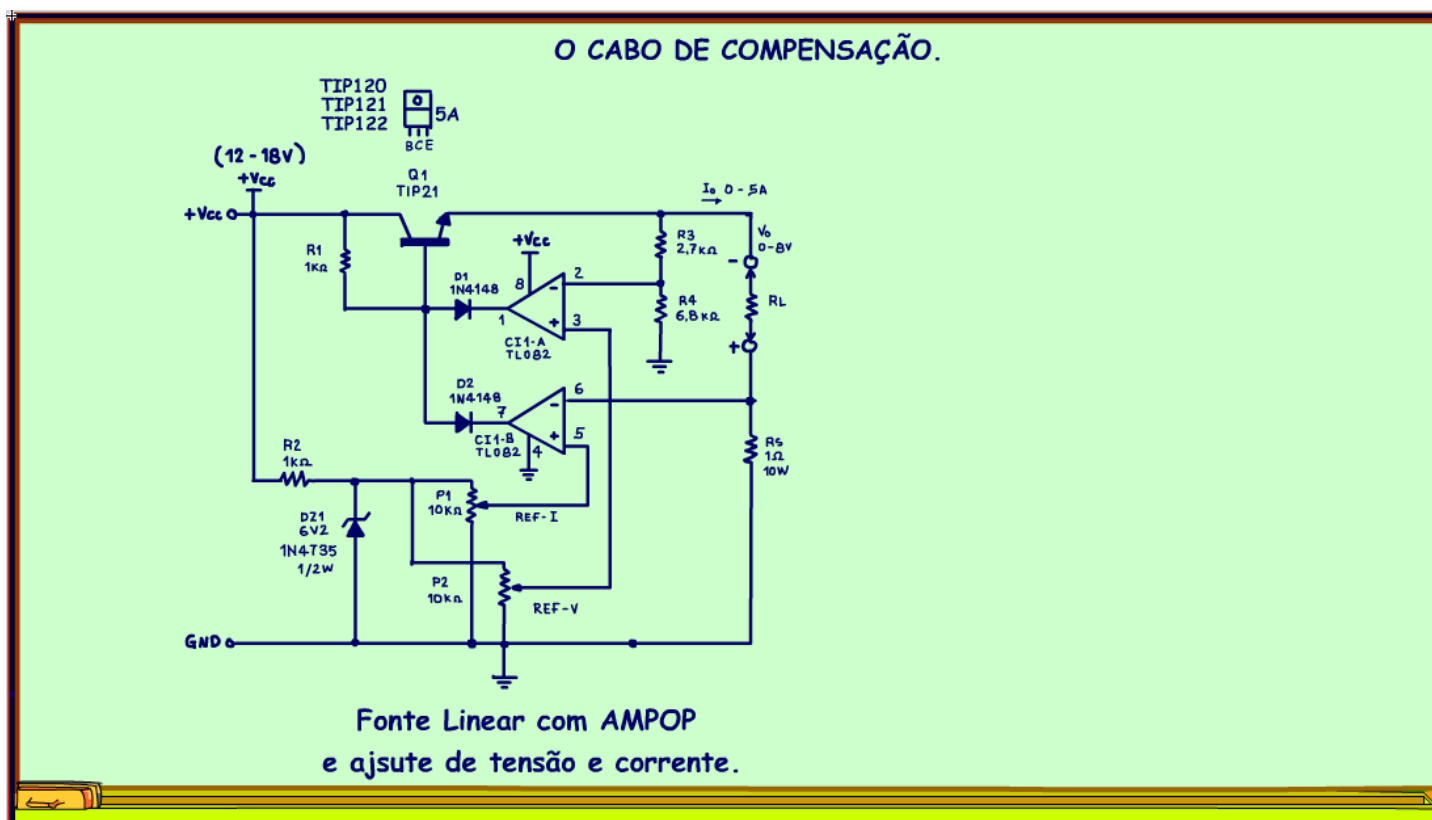 O CABO DE COMPENSAÇÃO.
TIP120
TIP121
TIP122
5A
BCE
(12-18V)
+Vcc
+Vcc
Q1
TIP21
I₀ 0-5A
R1
1KΩ
+Vcc
R3
2,7KΩ
V₀
0-8V
-
D1
1N4148
8
2
-
1
+
3
R4
6,8KΩ
RL
CI1-A
TL082
+
D2
1N4148
7
6
-
+
5
CI1-B
TL082
4
RS
1Ω
10W
R2
1KΩ
P1
10KΩ
REF-I
DZ1
6V2
1N4735
1/2W
P2
10KΩ
REF-V
GND
Fonte Linear com AMPOP
e ajsute de tensão e corrente.